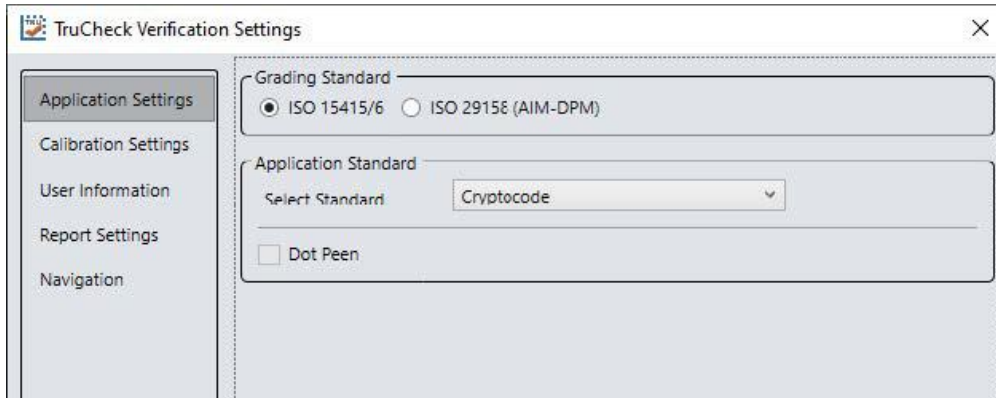 TruCheck Verification Settings
Application Settings
Calibration Settings
User Information
Report Settings
Navigation
Grading Standard
ISO 15415/6 ISO 29158 (AIM-DPM)
Application Standard
Select Standard Cryptocode
Dot Peen